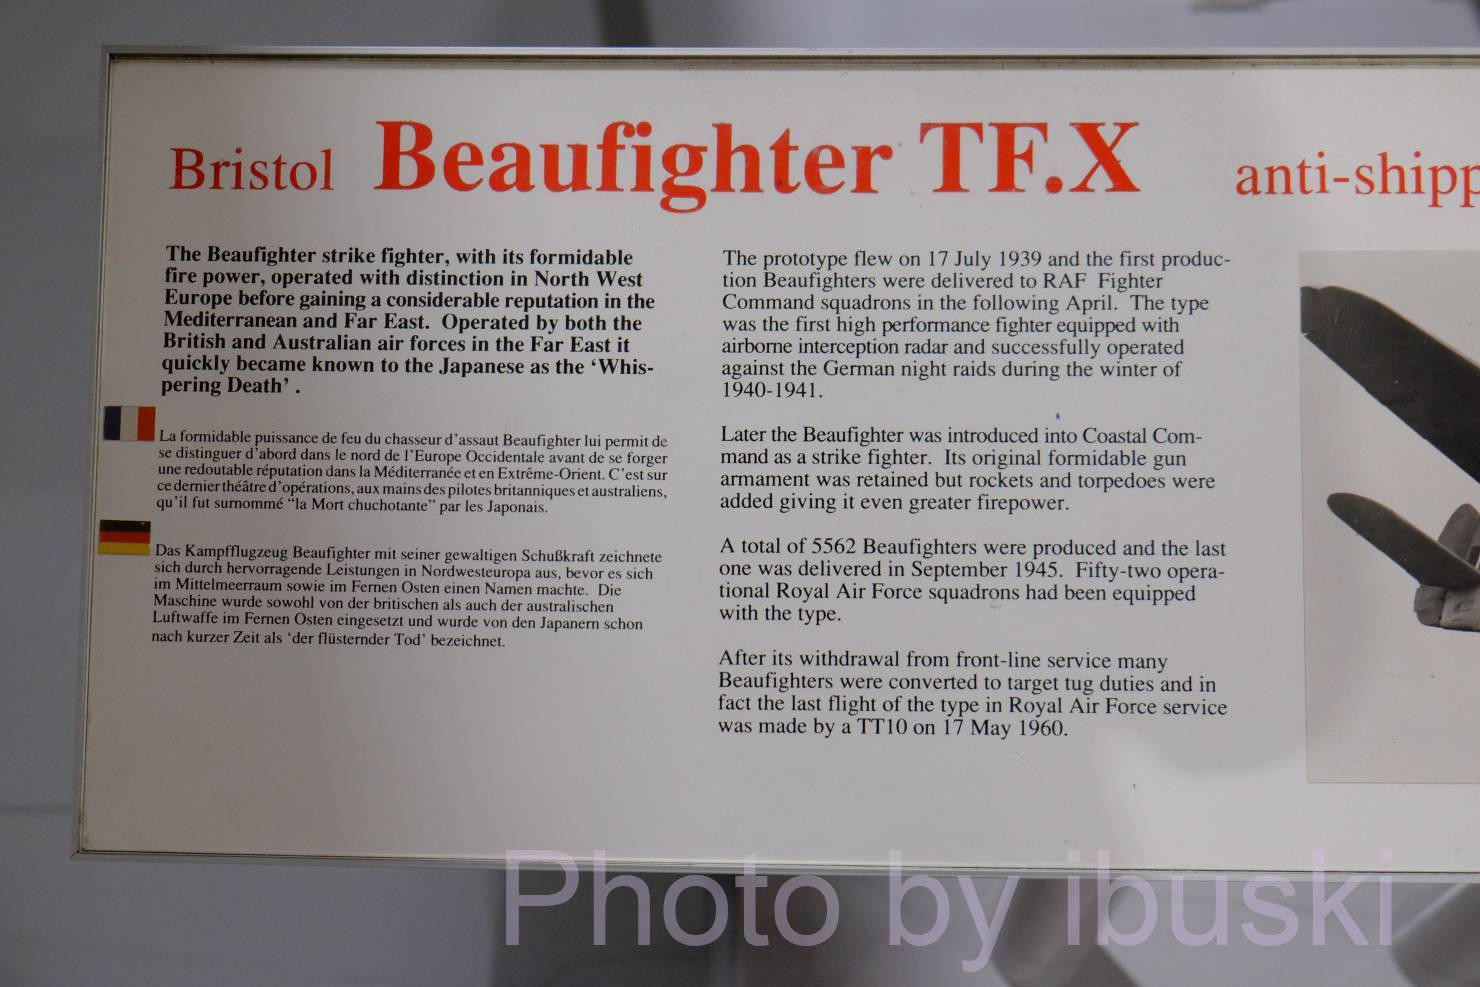 Bristol Beaufighter TF.X anti-shipp
The Beaufighter strike fighter, with its formidable
fire power, operated with distinction in North West
Europe before gaining a considerable reputation in the
Mediterranean and Far East. Operated by both the
British and Australian air forces in the Far East it
quickly became known to the Japanese as the ‘Whis-
pering Death’ .
La formidable puissance de feu du chasseur d’assaut Beaufighter lui permit de
se distinguer d’abord dans le nord de l’Europe Occidentale avant de se forger
une redoutable réputation dans la Méditerranée et en Extrême-Orient. C’est sur
ce dernier théâtre d’opérations, aux mains des pilotes britanniques et australiens,
qu’il fut surnommé “la Mort chuchotante” par les Japonais.
Das Kampfflugzeug Beaufighter mit seiner gewaltigen Schußkraft zeichnete
sich durch hervorragende Leistungen in Nordwesteuropa aus, bevor es sich
im Mittelmeerraum sowie im Fernen Osten einen Namen machte. Die
Maschine wurde sowohl von der britischen als auch der australischen
Luftwaffe im Fernen Osten eingesetzt und wurde von den Japanern schon
nach kurzer Zeit als ‘der flüsternder Tod’ bezeichnet.
The prototype flew on 17 July 1939 and the first produc-
tion Beaufighters were delivered to RAF Fighter
Command squadrons in the following April. The type
was the first high performance fighter equipped with
airborne interception radar and successfully operated
against the German night raids during the winter of
1940-1941.
Later the Beaufighter was introduced into Coastal Com-
mand as a strike fighter. Its original formidable gun
armament was retained but rockets and torpedoes were
added giving it even greater firepower.
A total of 5562 Beaufighters were produced and the last
one was delivered in September 1945. Fifty-two opera-
tional Royal Air Force squadrons had been equipped
with the type.
After its withdrawal from front-line service many
Beaufighters were converted to target tug duties and in
fact the last flight of the type in Royal Air Force service
was made by a TT10 on 17 May 1960.
Photo by ibuski